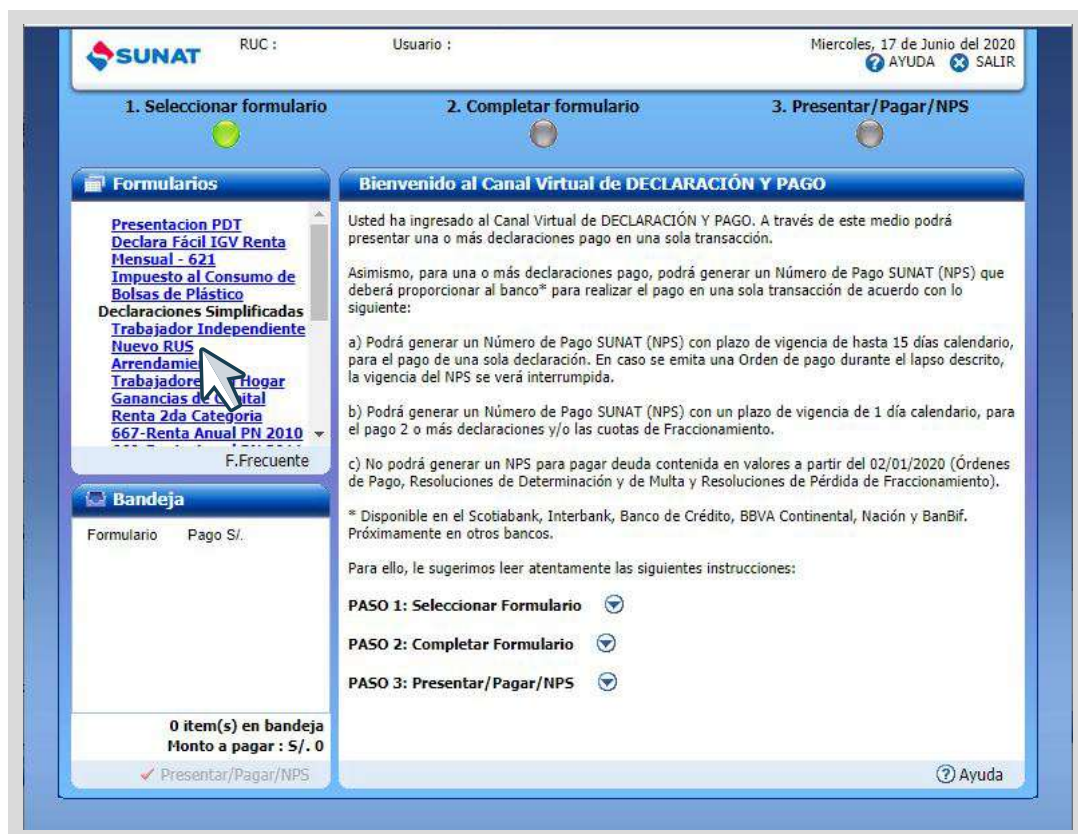 SUNAT
RUC :
Usuario :
Miercoles, 17 de Junio del 2020
AYUDA SALIR
1. Seleccionar formulario
2. Completar formulario
3. Presentar/Pagar/NPS
Formularios
Presentacion PDT
Declara Fácil IGV Renta
Mensual - 621
Impuesto al Consumo de
Bolsas de Plástico
Declaraciones Simplificadas
Trabajador Independiente
Nuevo RUS
Hogar
Ganancias de
Renta 2da Categoria
667-Renta Anual PN 2010
F.Frecuente
Bandeja
Formulario Pago S/.
0 item(s) en bandeja
Monto a pagar : S/. 0
Presentar/Pagar/NPS
Bienvenido al Canal Virtual de DECLARACIÓN Y PAGO
Usted ha ingresado al Canal Virtual de DECLARACIÓN Y PAGO. A través de este medio podrá
presentar una o más declaraciones pago en una sola transacción.
Asimismo, para una o más declaraciones pago, podrá generar un Número de Pago SUNAT (NPS) que
deberá proporcionar al banco* para realizar el pago en una sola transacción de acuerdo con lo
siguiente:
a) Podrá generar un Número de Pago SUNAT (NPS) con plazo de vigencia de hasta 15 días calendario,
para el pago de una sola declaración. En caso se emita una Orden de pago durante el lapso descrito,
la vigencia del NPS se verá interrumpida.
b) Podrá generar un Número de Pago SUNAT (NPS) con un plazo de vigencia de 1 día calendario, para
el pago 2 o más declaraciones y/o las cuotas de Fraccionamiento.
c) No podrá generar un NPS para pagar deuda contenida en valores a partir del 02/01/2020 (Órdenes
de Pago, Resoluciones de Determinación y de Multa y Resoluciones de Pérdida de Fraccionamiento).
* Disponible en el Scotiabank, Interbank, Banco de Crédito, BBVA Continental, Nación y BanBif.
Próximamente en otros bancos.
Para ello, le sugerimos leer atentamente las siguientes instrucciones:
PASO 1: Seleccionar Formulario
PASO 2: Completar Formulario
PASO 3: Presentar/Pagar/NPS
Ayuda